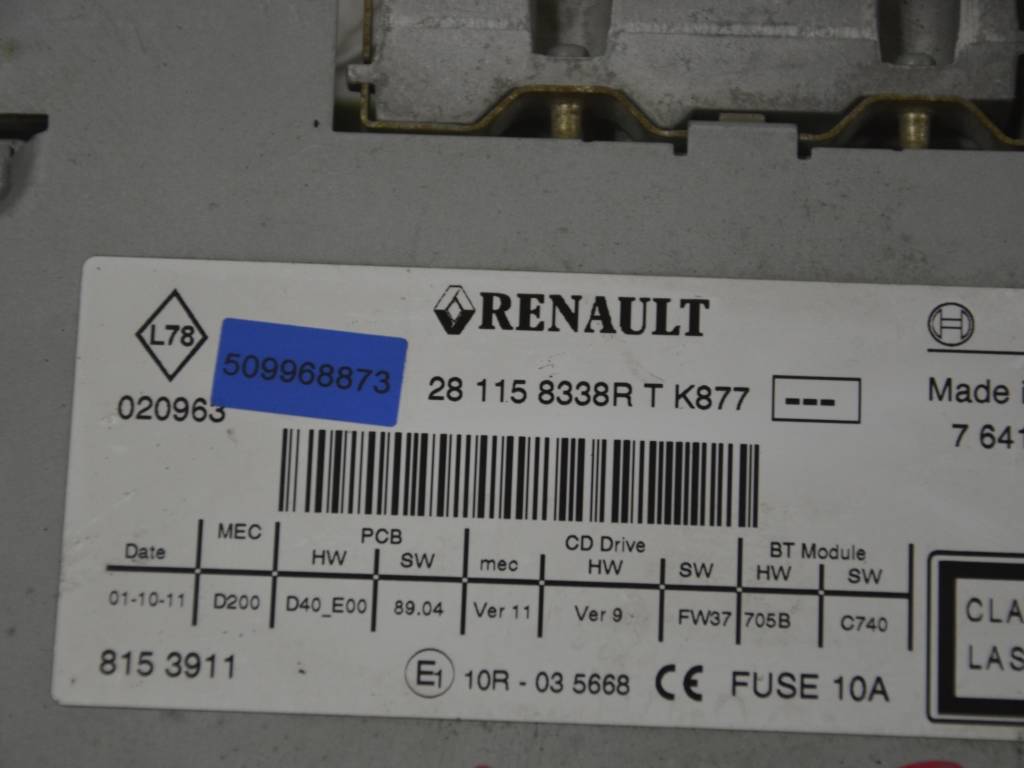 L78
RENAULT
509968873
020963
28 115 8338R T K877
---
Made
7 641
Date MEC PCB CD Drive BT Module
HW SW mec HW SW HW SW
01-10-11 D200 D40_E00 89.04 Ver 11 Ver 9 FW37 705B C740
CLA
LAS
815 3911
E1 10R - 03 5668 CE FUSE 10A